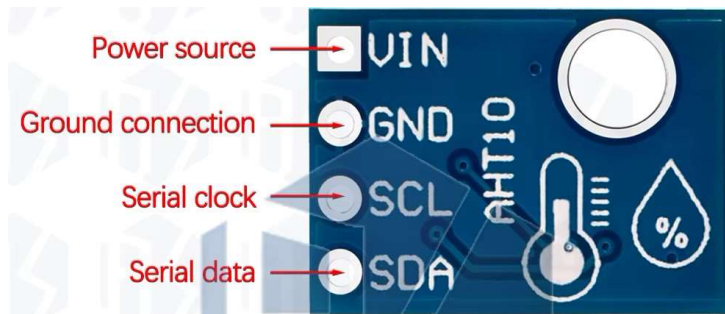 Power source VIN
Ground connection GND
Serial clock SCL
Serial data SDA
AHT10
%